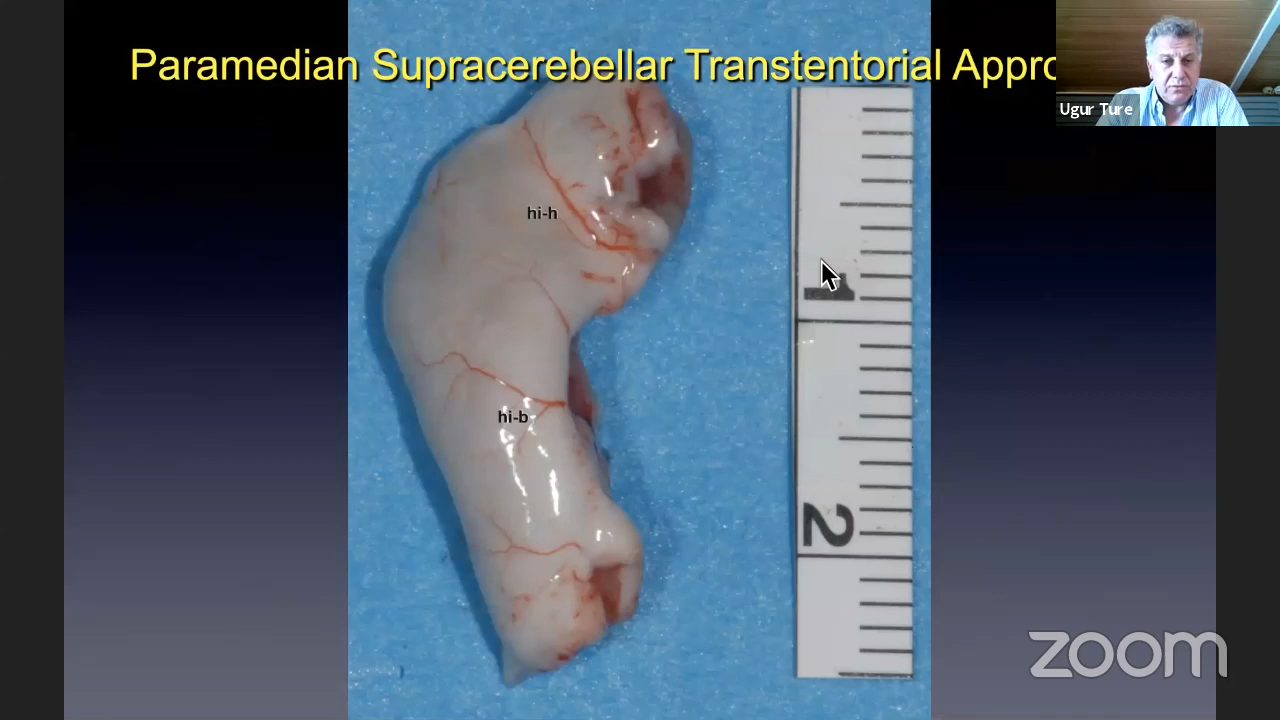 Paramedian Supracerebellar Transtentorial Appro
Ugur Ture
hi-h
1
hi-b
2
zoom